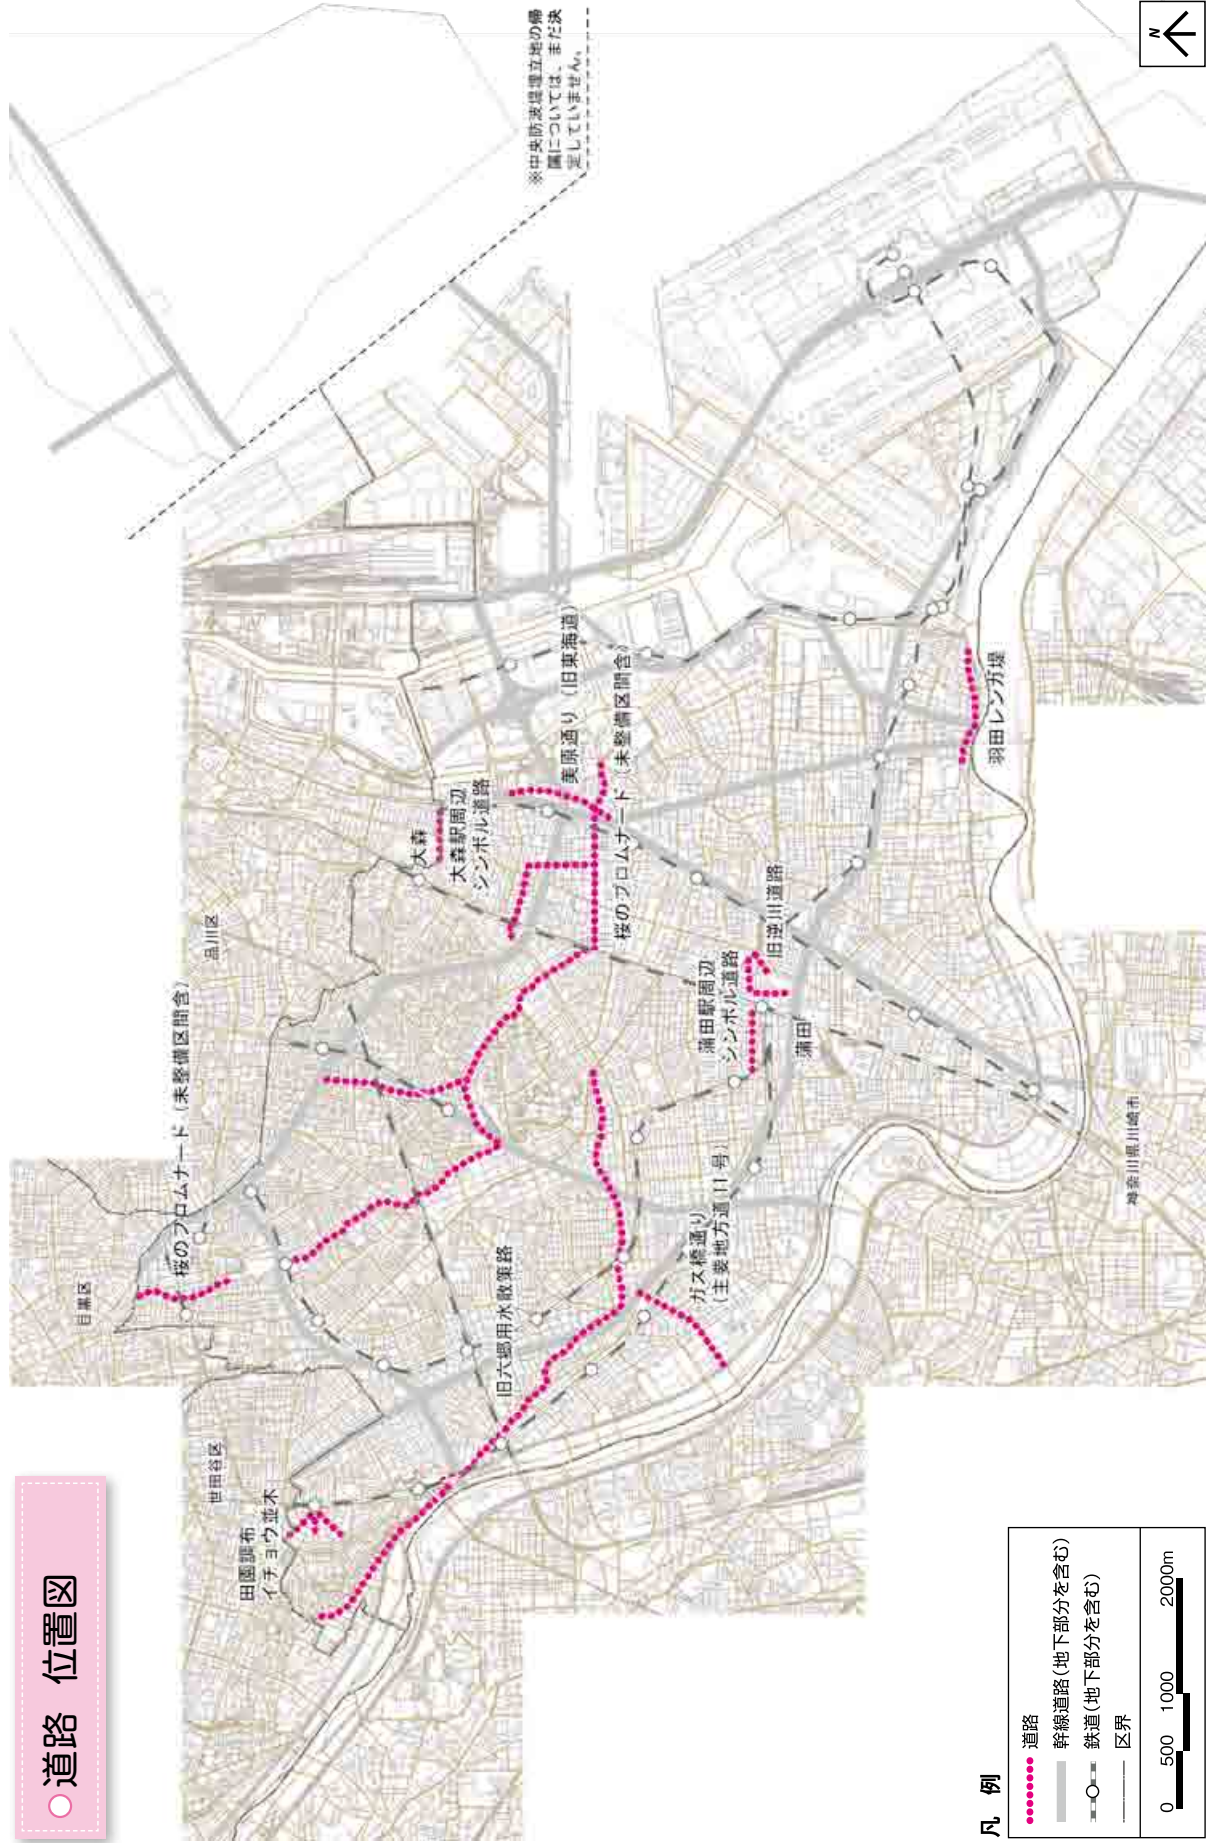 道路 位置図
世田谷区
田園調布
イチョウ並木
目黒区
桜のプロムナード（未整備区間含）
品川区
旧六郷用水散策路
ガス橋通り
（主要地方道11号）
大森
大森駅周辺
シンボル道路
美原通り（旧東海道）
桜のプロムナード（未整備区間含）
蒲田駅周辺
シンボル道路
旧逆川道路
蒲田
羽田レンガ堤
神奈川県川崎市
※中央防波堤埋立地の帰
属については、まだ決
定していません。
N
凡 例
道路
幹線道路(地下部分を含む)
鉄道(地下部分を含む)
区界
0 500 1000 2000m